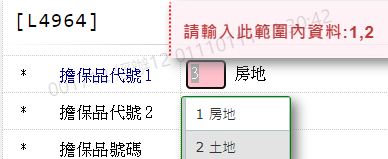 [L4964]
請輸入此範圍內資料:1,2
* 擔保品代號1 3 房地
* 擔保品代號2
1 房地
* 擔保品號碼
2 土地